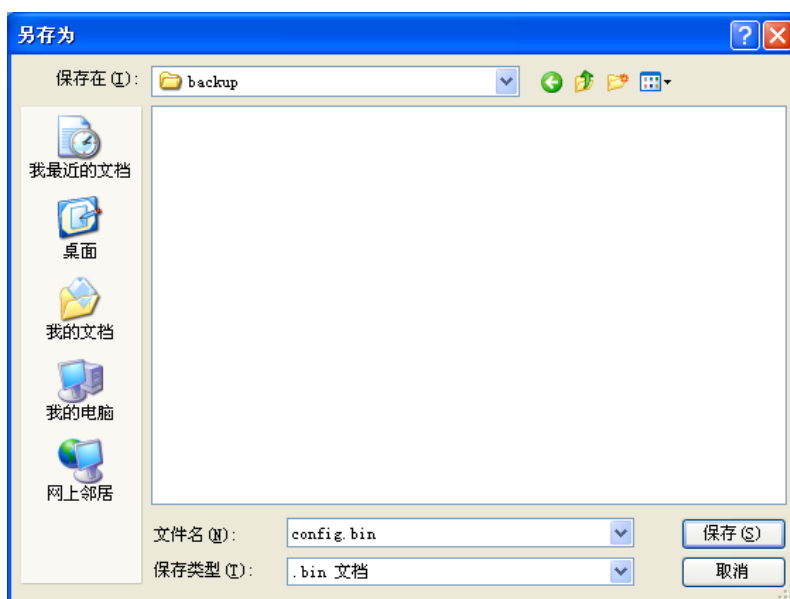 另存为
保存在(I):
backup
我最近的文档
桌面
我的文档
我的电脑
网上邻居
文件名(N):
config.bin
保存(S)
保存类型(T):
.bin 文档
取消